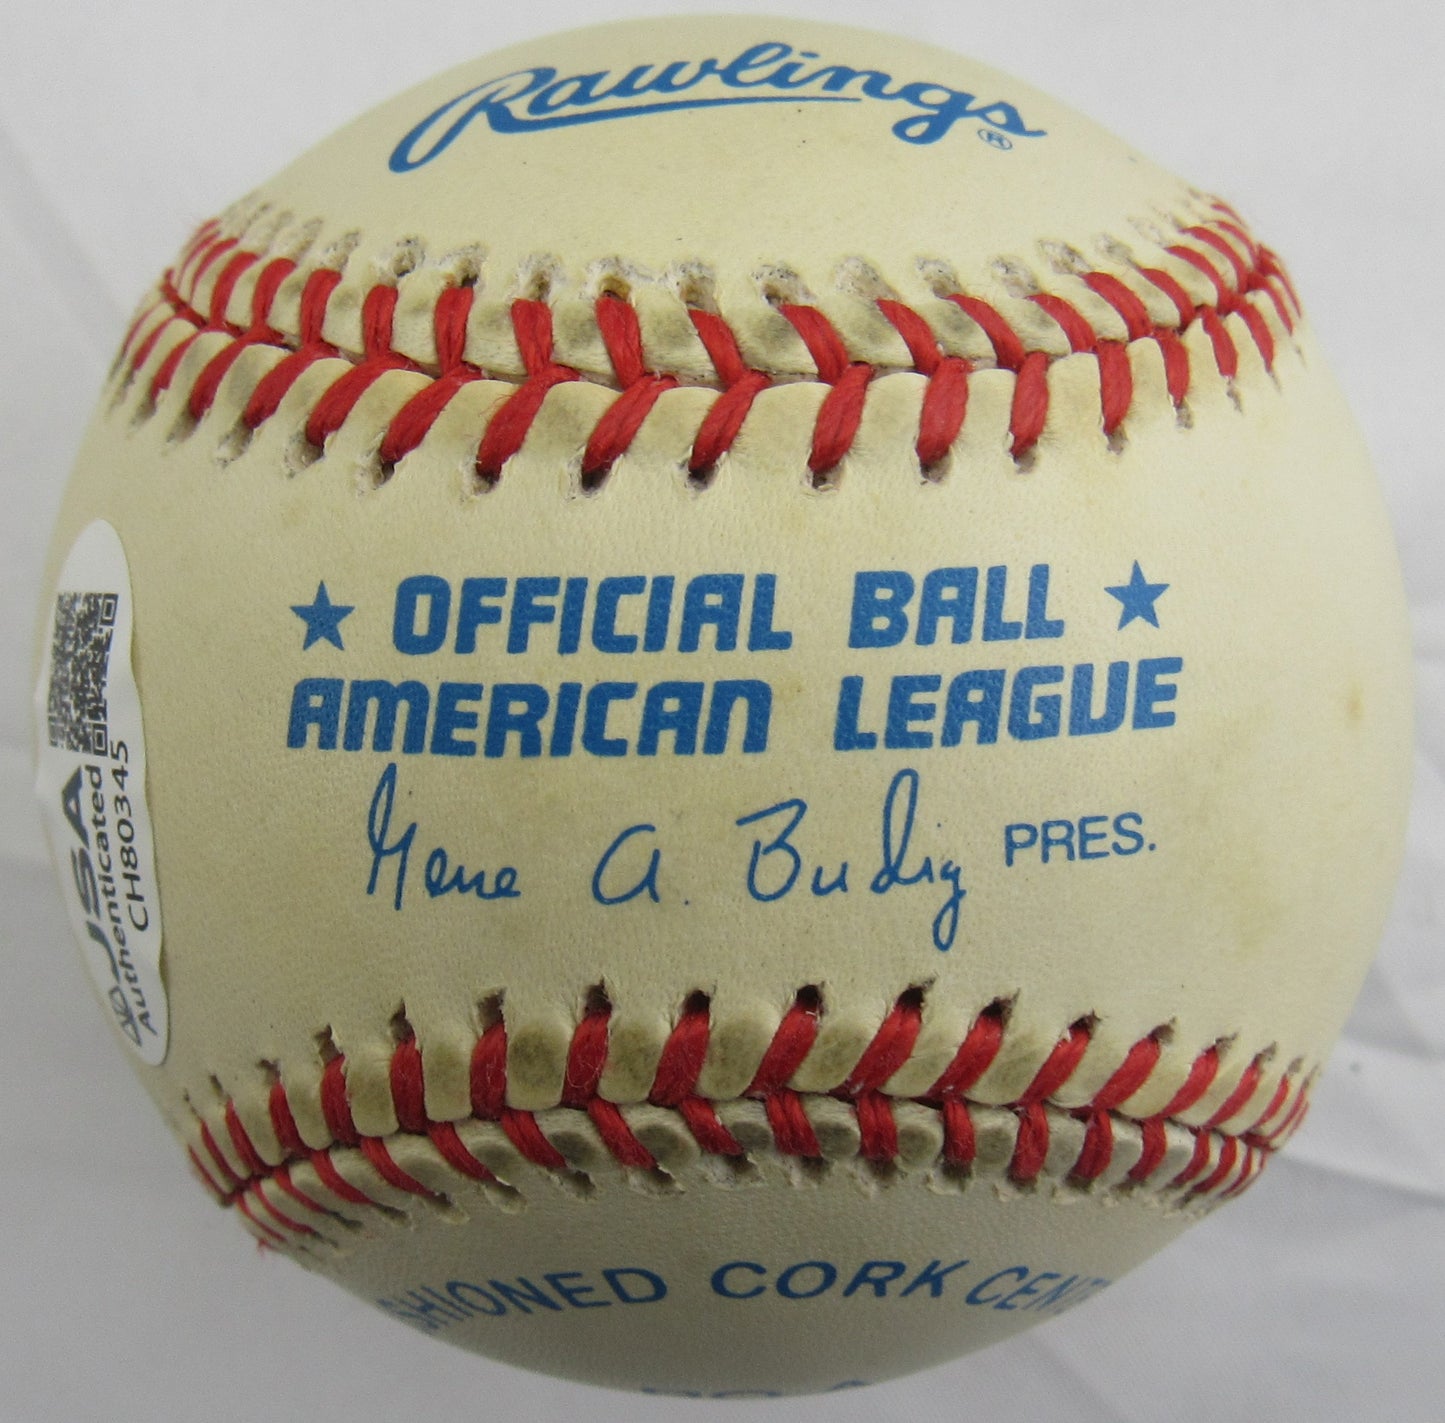 Rawlings®
★ OFFICIAL BALL ★
AMERICAN LEAGUE
Gene A. Budig PRES.
JSA
Authenticated
CH80345
SHIONED CORK CENT